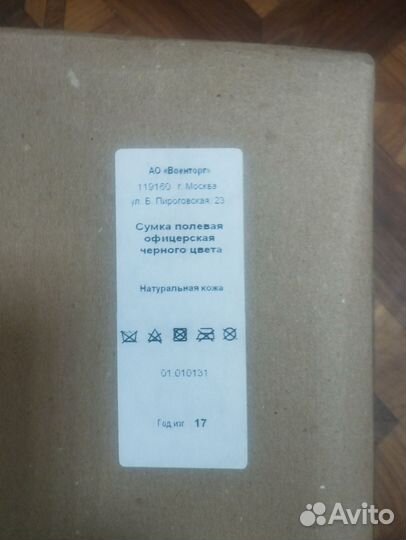 АО «Военторг»
119160 г. Москва
ул. Б. Пироговская, 23
Сумка полевая
офицерская
черного цвета
Натуральная кожа
01.010131
Год изг 17
Avito